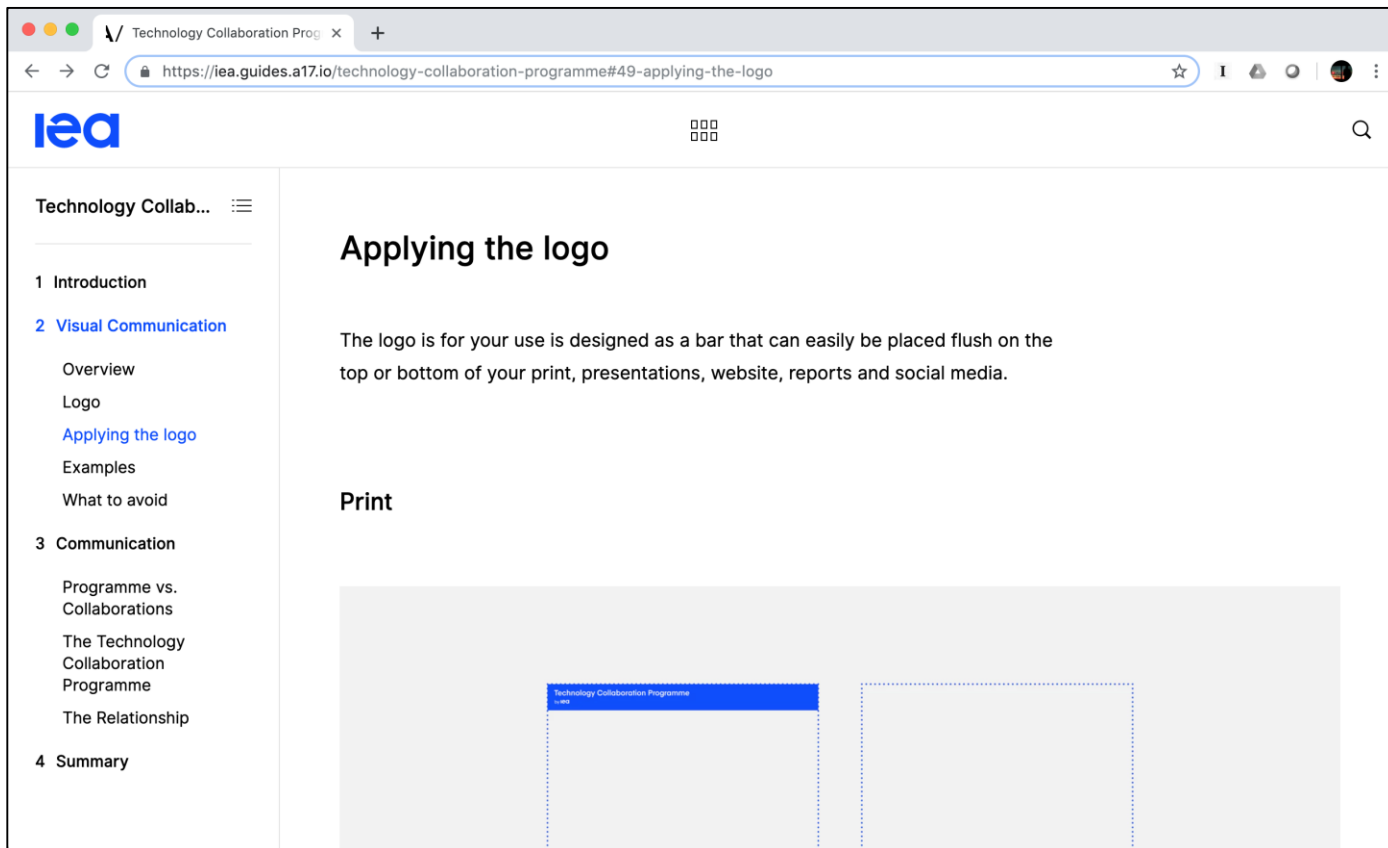 Technology Collaboration Prog
https://iea.guides.a17.io/technology-collaboration-programme#49-applying-the-logo
iea
Technology Collab...
1 Introduction
2 Visual Communication
Overview
Logo
Applying the logo
Examples
What to avoid
3 Communication
Programme vs.
Collaborations
The Technology
Collaboration
Programme
The Relationship
4 Summary
Applying the logo
The logo is for your use is designed as a bar that can easily be placed flush on the
top or bottom of your print, presentations, website, reports and social media.
Print
Technology Collaboration Programme
by iea